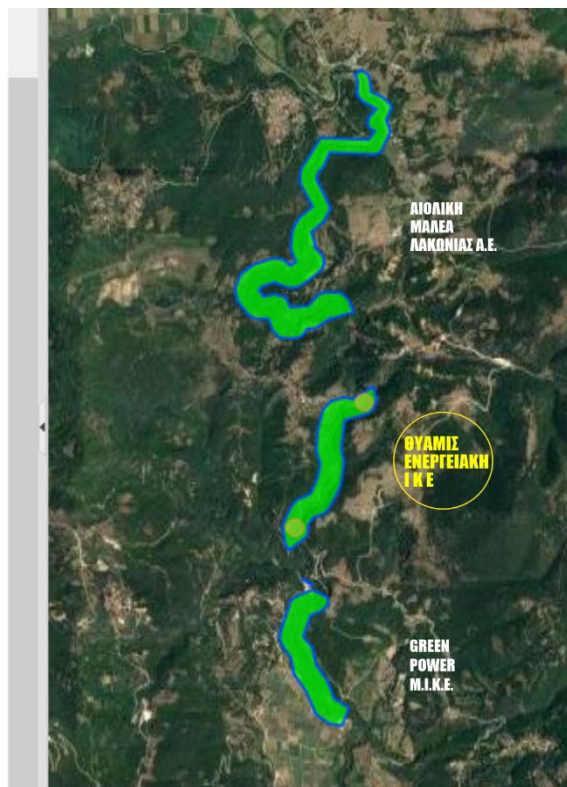 ΑΙΟΛΙΚΗ
ΜΑΛΕΑ
ΛΑΚΩΝΙΑΣ Α.Ε.
ΘΥΑΜΙΣ
ΕΝΕΡΓΕΙΑΚΗ
Ι Κ Ε
GREEN
POWER
M.I.K.E.